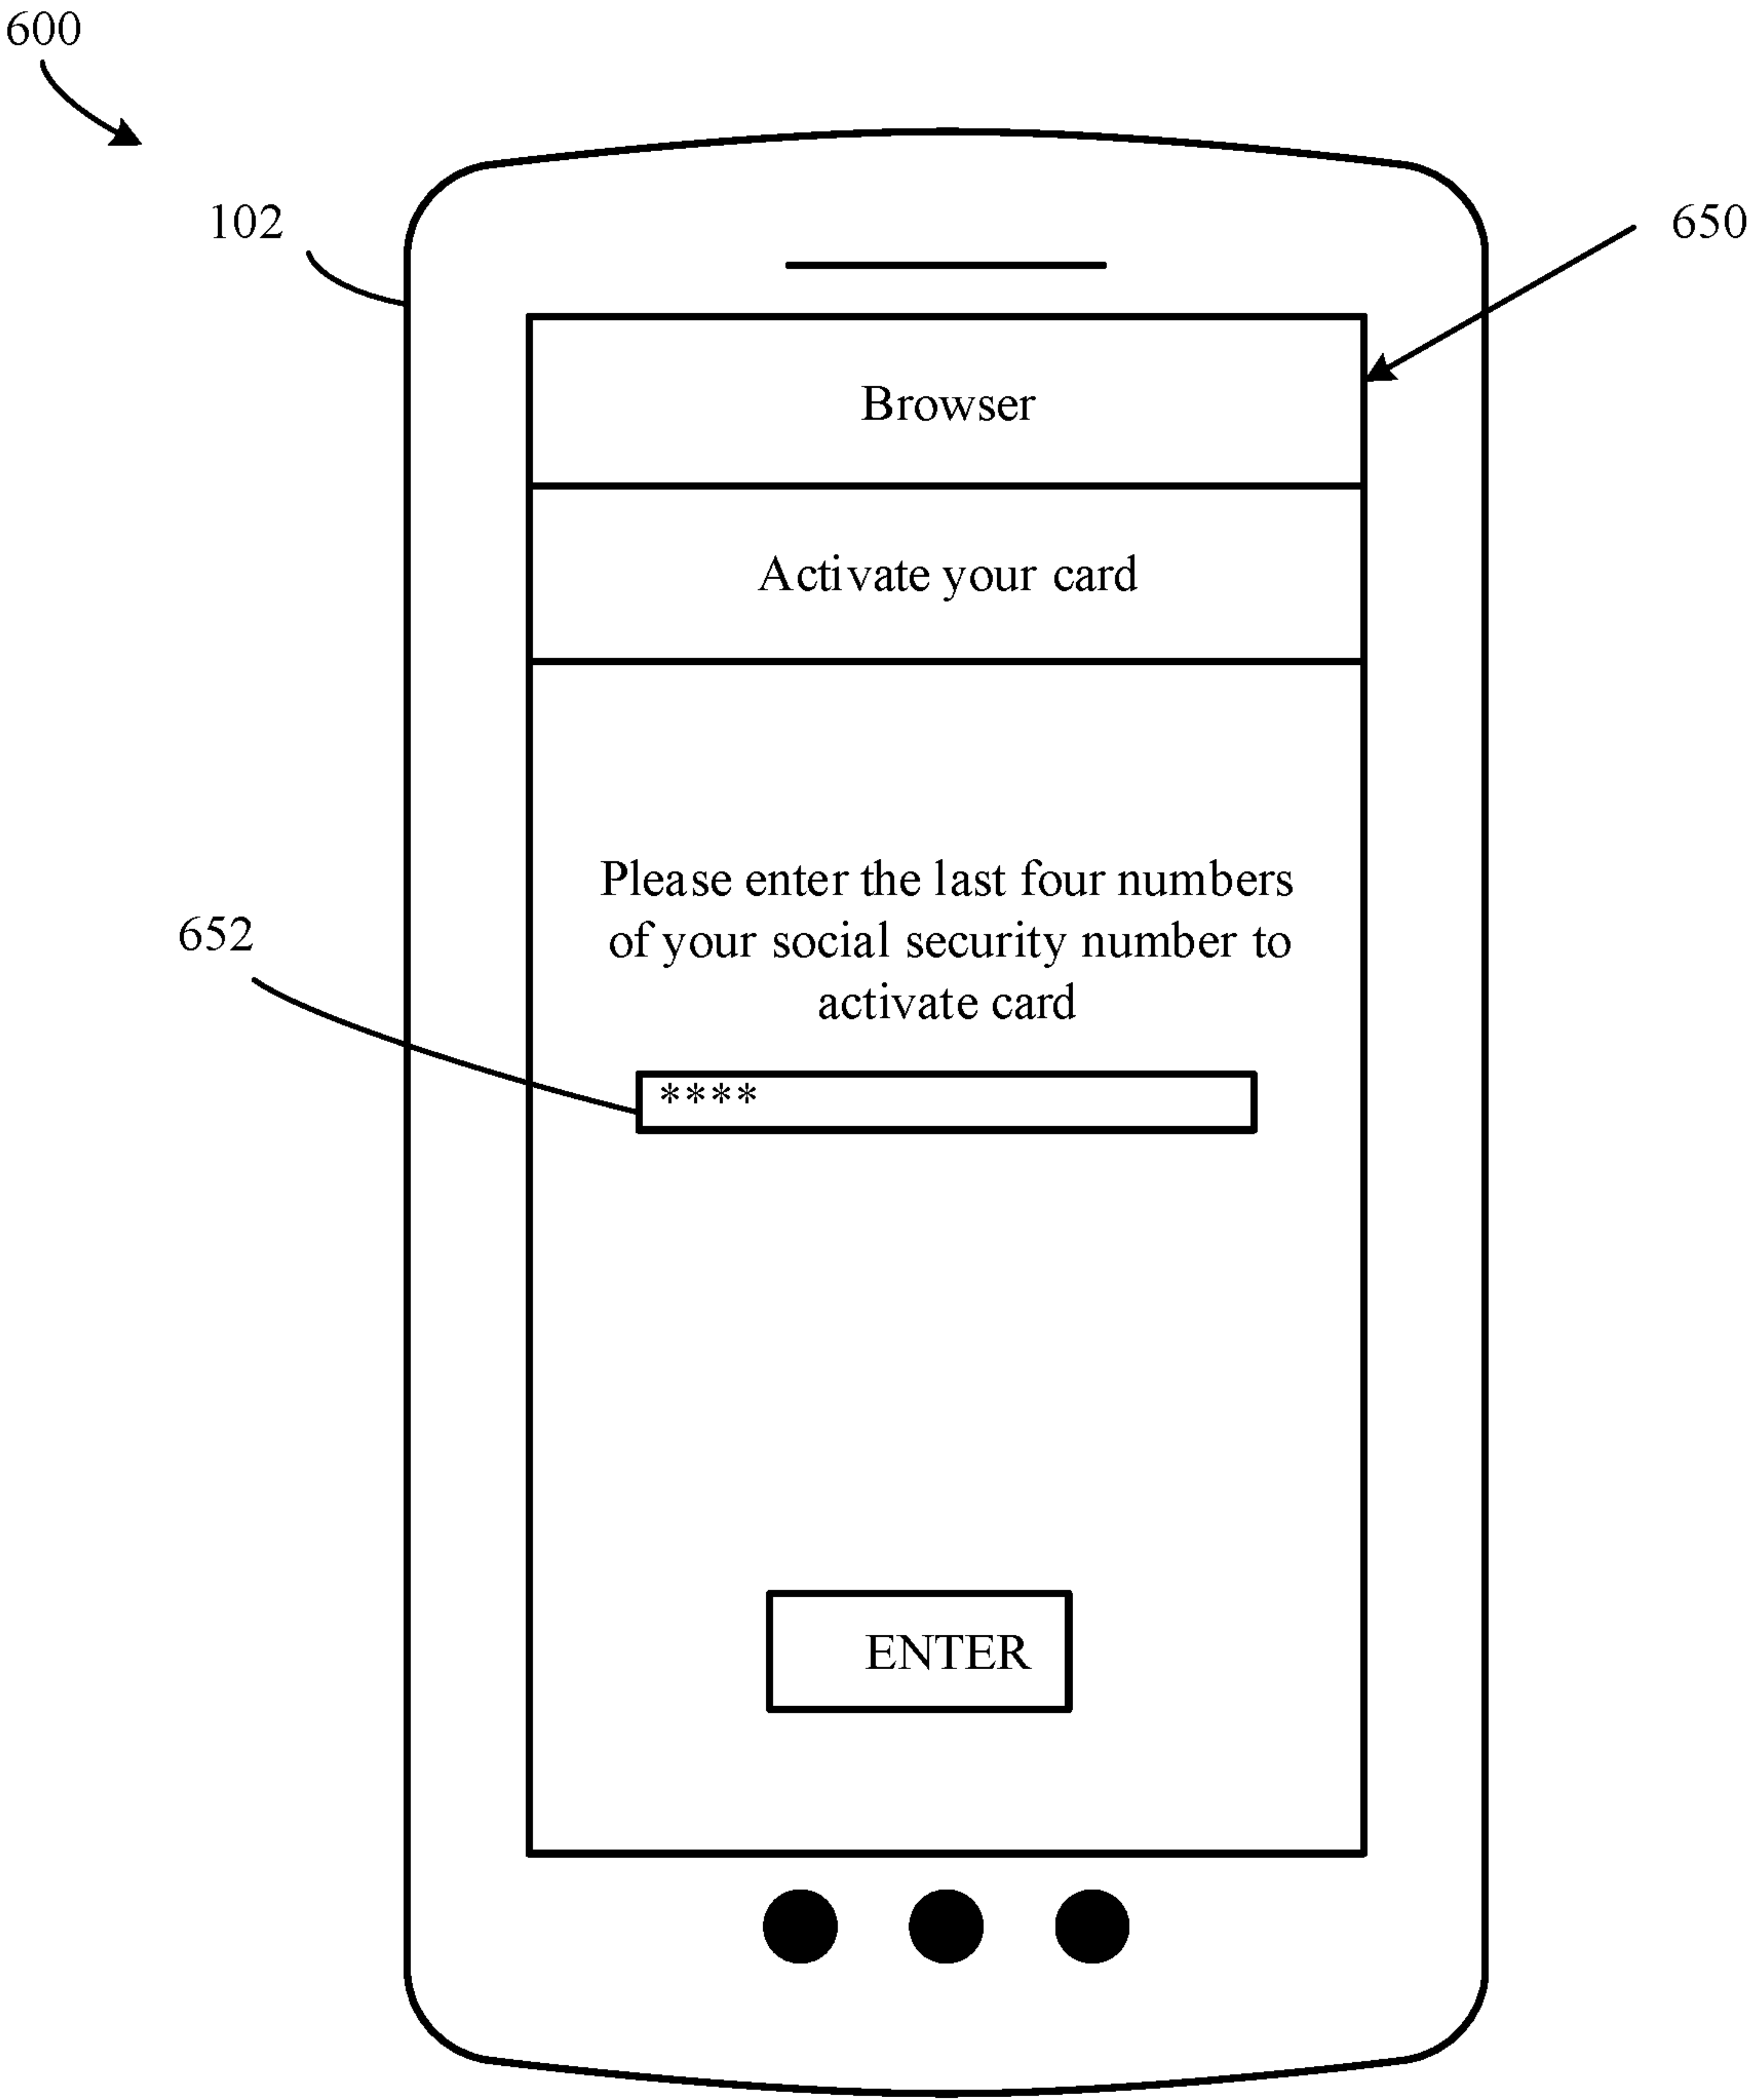 600
102
650
Browser
Activate your card
Please enter the last four numbers
of your social security number to
activate card
652
****
ENTER